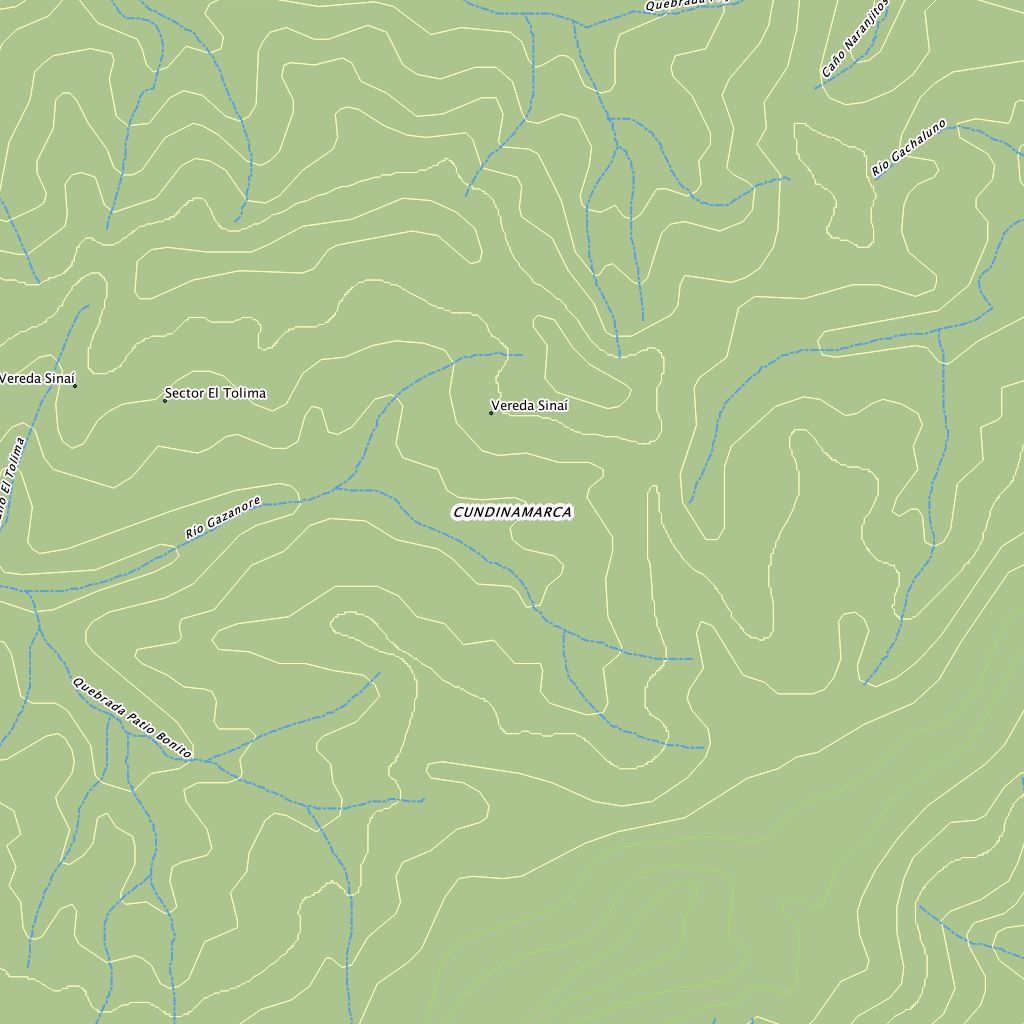 Quebrada
Caño Naranjitos
Río Gachaluno
Vereda Sinaí
Sector El Tolima
Vereda Sinaí
El Tolima
Río Gazanore
CUNDINAMARCA
Quebrada Patio Bonito